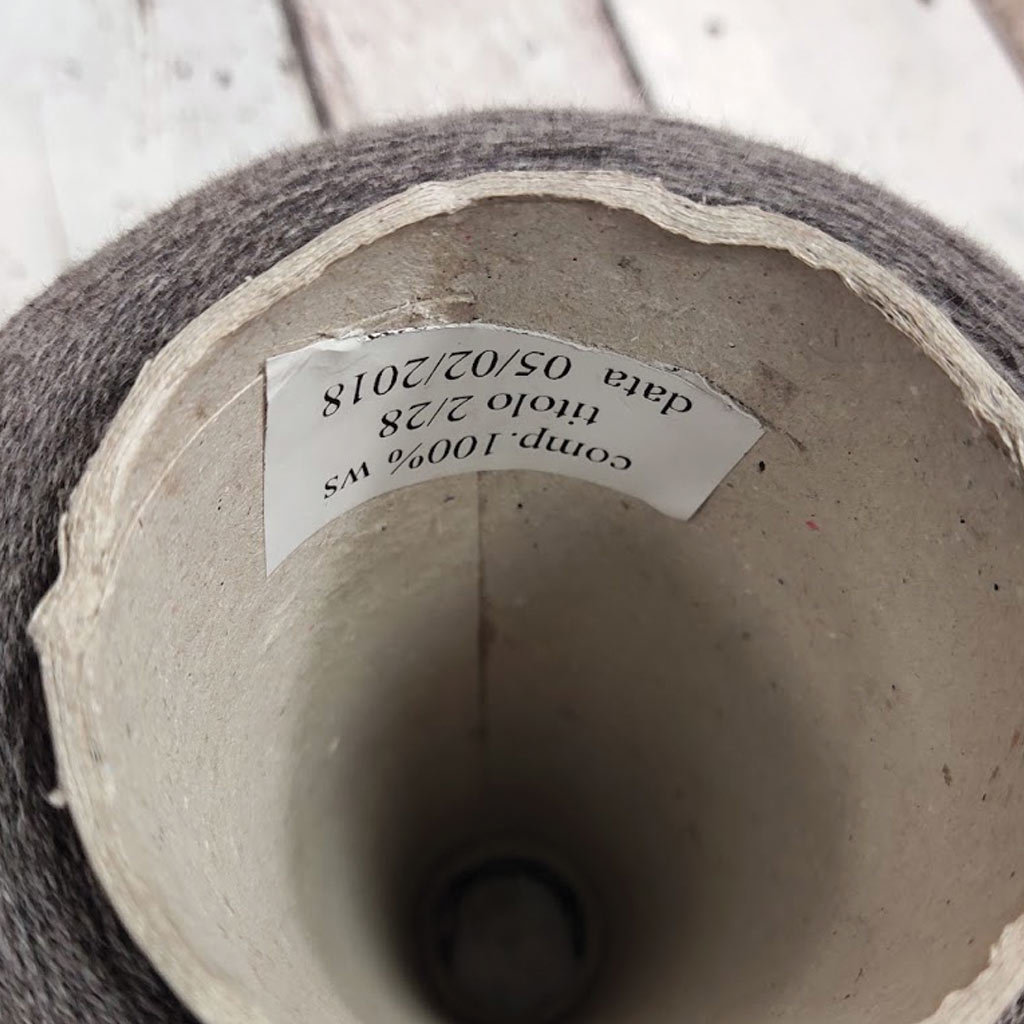 comp.100% ws
titolo 2/28
data 05/02/2018